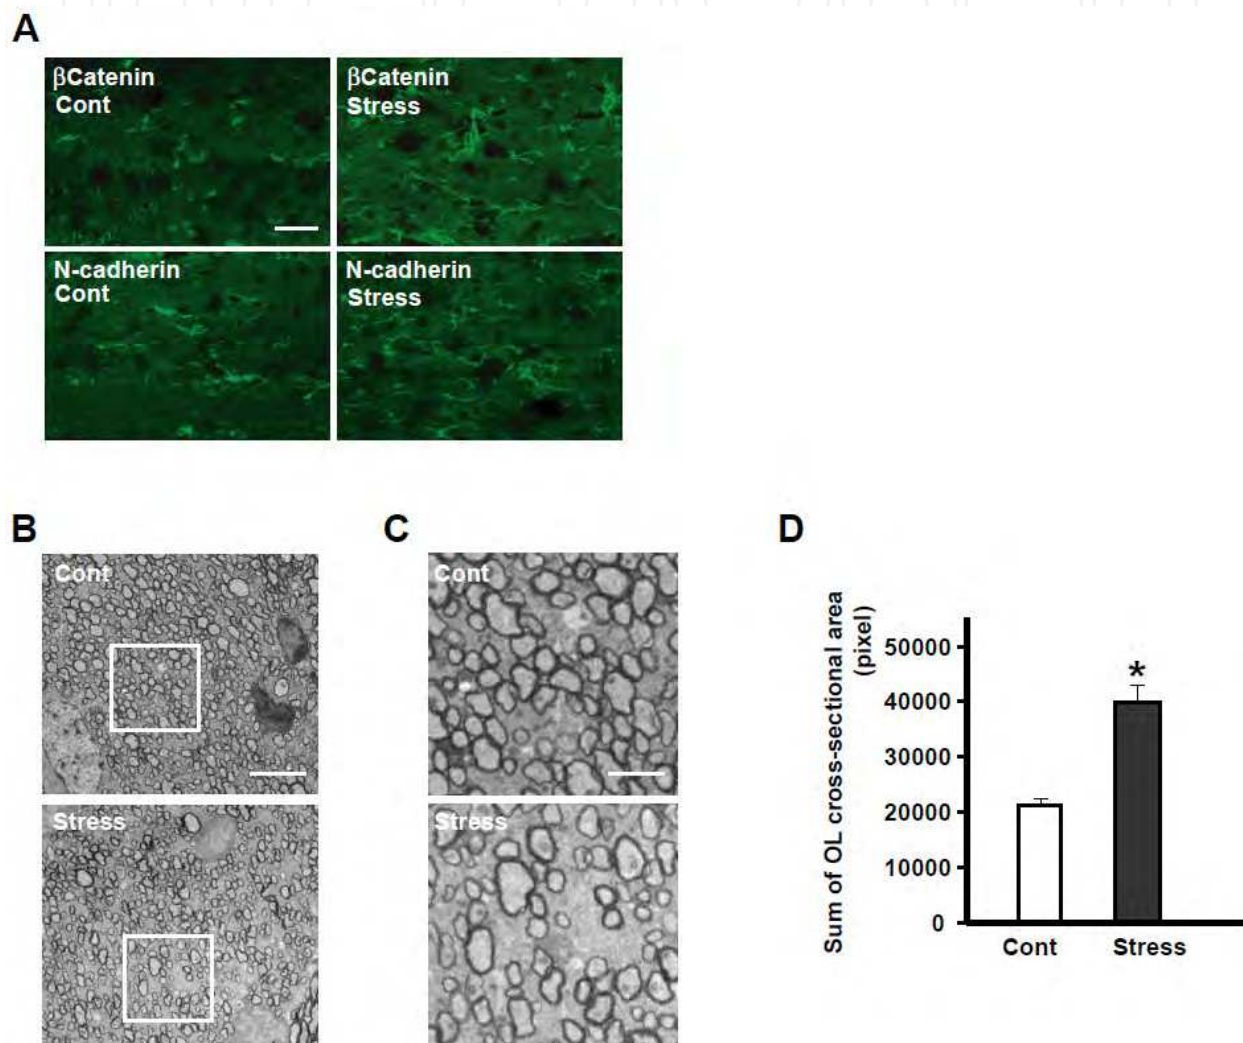 A
βCatenin
Cont
βCatenin
Stress
N-cadherin
Cont
N-cadherin
Stress
B
Cont
Stress
C
Cont
Stress
D
Sum of OL cross-sectional area
(pixel)
50000
40000
30000
20000
10000
0
*
Cont
Stress